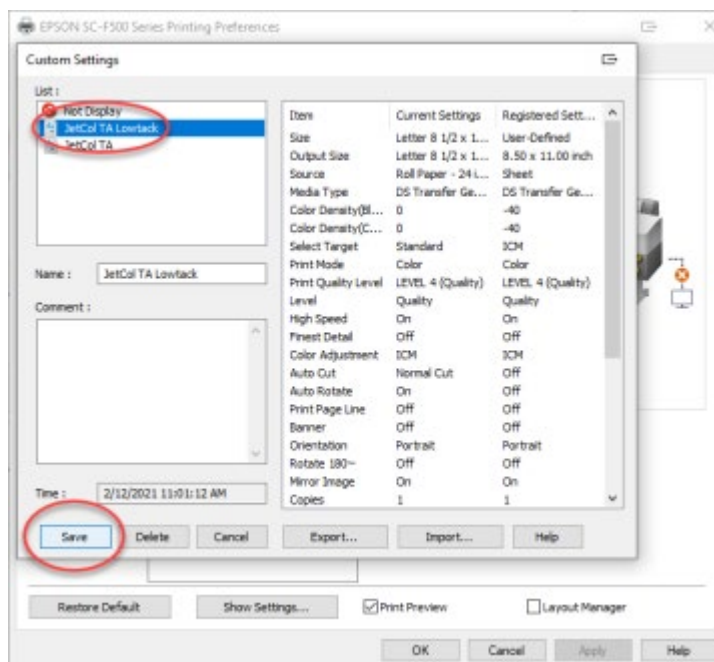 EPSON SC-F500 Series Printing Preferences
Custom Settings
List :
Not Display
JetCol TA Lowtack
JetCol TA
Name : JetCol TA Lowtack
Comment :
Time : 2/12/2021 11:01:12 AM
Item Current Settings Registered Sett...
Size Letter 8 1/2 x 1... User-Defined
Output Size Letter 8 1/2 x 1... 8.50 x 11.00 inch
Source Roll Paper - 24 i... Sheet
Media Type DS Transfer Ge... DS Transfer Ge...
Color Density(Bl... 0 -40
Color Density(C... 0 -40
Select Target Standard ICM
Print Mode Color Color
Print Quality Level LEVEL 4 (Quality) LEVEL 4 (Quality)
Level Quality Quality
High Speed On On
Finest Detail Off Off
Color Adjustment ICM ICM
Auto Cut Normal Cut Off
Auto Rotate On Off
Print Page Line Off Off
Banner Off Off
Orientation Portrait Portrait
Rotate 180~ Off Off
Mirror Image On On
Copies 1 1
Save Delete Cancel Export... Import... Help
Restore Default Show Settings... Print Preview Layout Manager
OK Cancel Apply Help